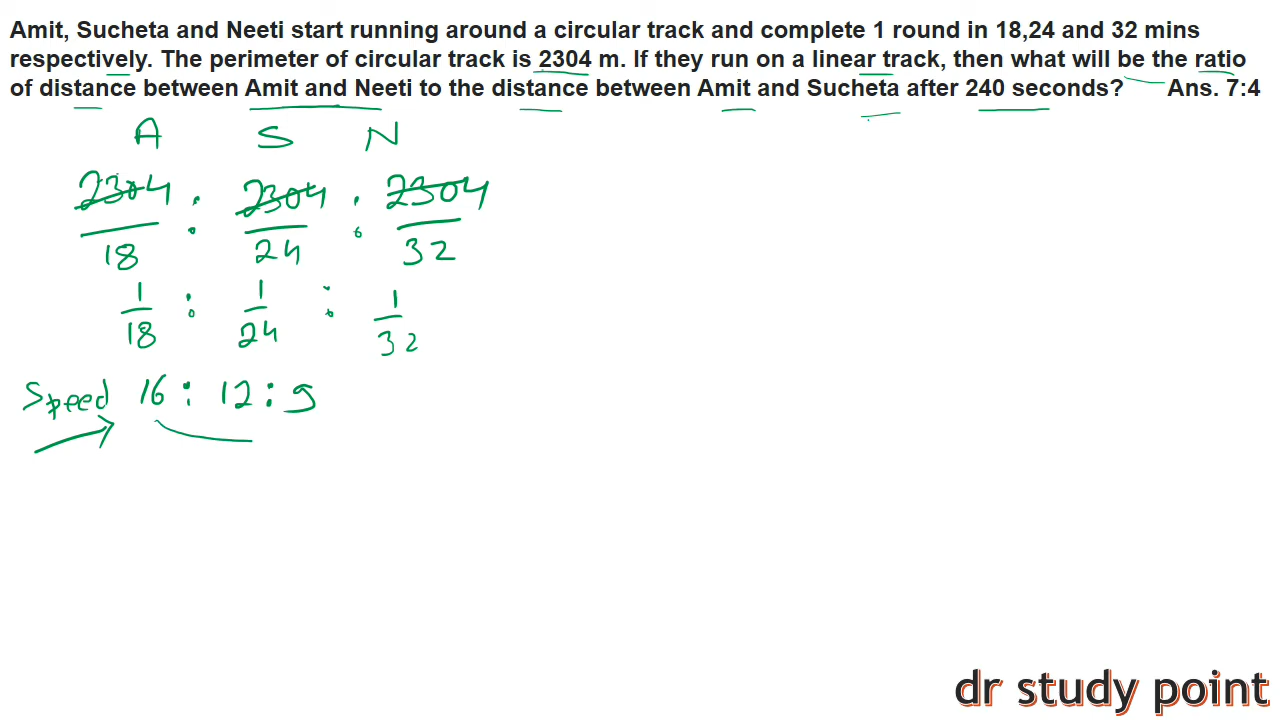 Amit, Sucheta and Neeti start running around a circular track and complete 1 round in 18,24 and 32 mins
respectively. The perimeter of circular track is 2304 m. If they run on a linear track, then what will be the ratio
of distance between Amit and Neeti to the distance between Amit and Sucheta after 240 seconds? Ans. 7:4
A S N
2304 : 2304 : 2304
18 24 32
1 : 1 : 1
18 24 32
Speed 16 : 12 : 9
dr study point